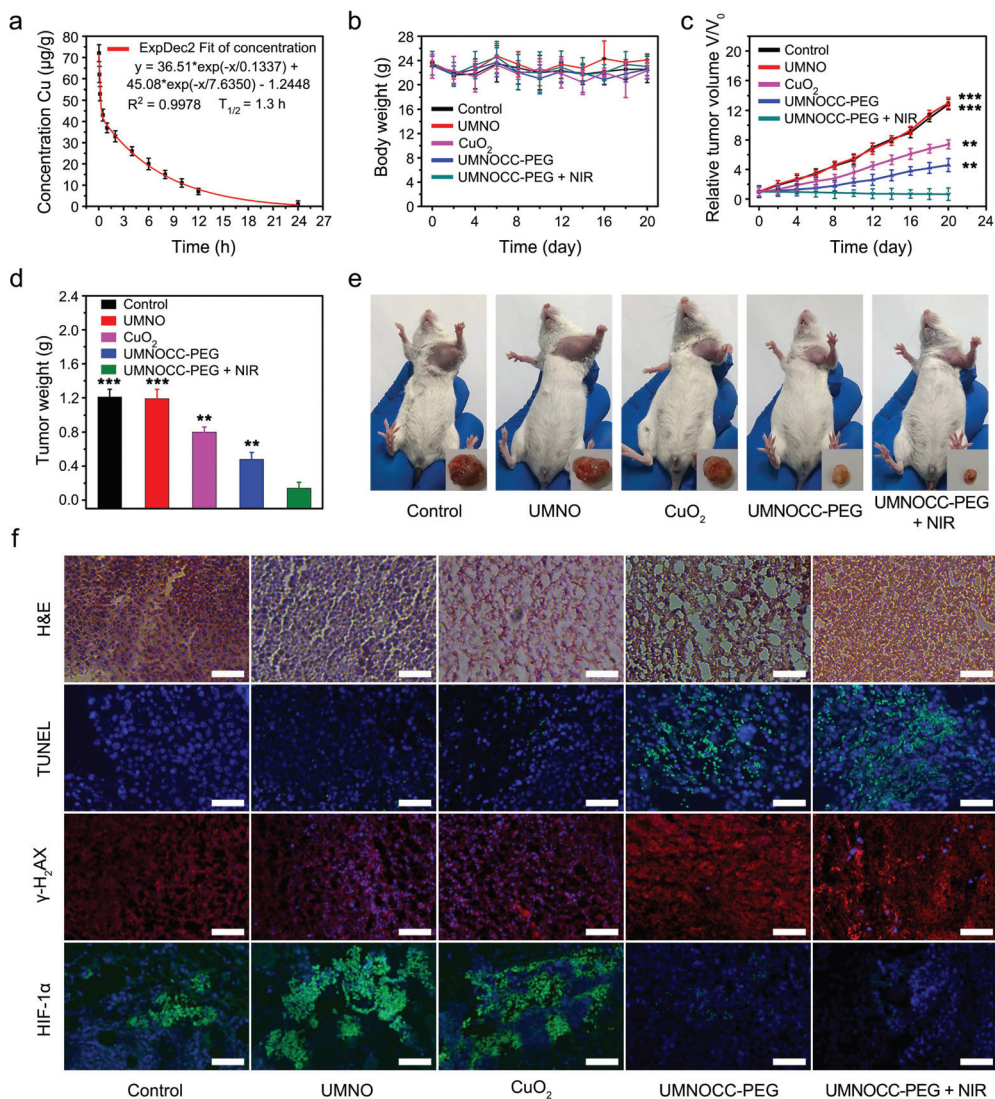 a
Concentration Cu (µg/g)
80
70
60
50
40
30
20
10
0
ExpDec2 Fit of concentration
y = 36.51*exp(-x/0.1337) +
45.08*exp(-x/7.6350) - 1.2448
R² = 0.9978 T₁/₂ = 1.3 h
0 3 6 9 12 15 18 21 24 27
Time (h)
b
Body weight (g)
28
24
20
16
12
8
4
0
Control
UMNO
CuO₂
UMNOCC-PEG
UMNOCC-PEG + NIR
0 4 8 12 16 20
Time (day)
c
Relative tumor volume V/V₀
24
20
16
12
8
4
0
Control
UMNO
CuO₂
UMNOCC-PEG
UMNOCC-PEG + NIR
***
***
**
**
0 4 8 12 16 20 24
Time (day)
d
Tumor weight (g)
2.4
2.0
1.6
1.2
0.8
0.4
0.0
Control
UMNO
CuO₂
UMNOCC-PEG
UMNOCC-PEG + NIR
*** *** ** **
e
Control
UMNO
CuO₂
UMNOCC-PEG
UMNOCC-PEG
+ NIR
f
H&E
TUNEL
γ-H₂AX
HIF-1α
Control
UMNO
CuO₂
UMNOCC-PEG
UMNOCC-PEG + NIR